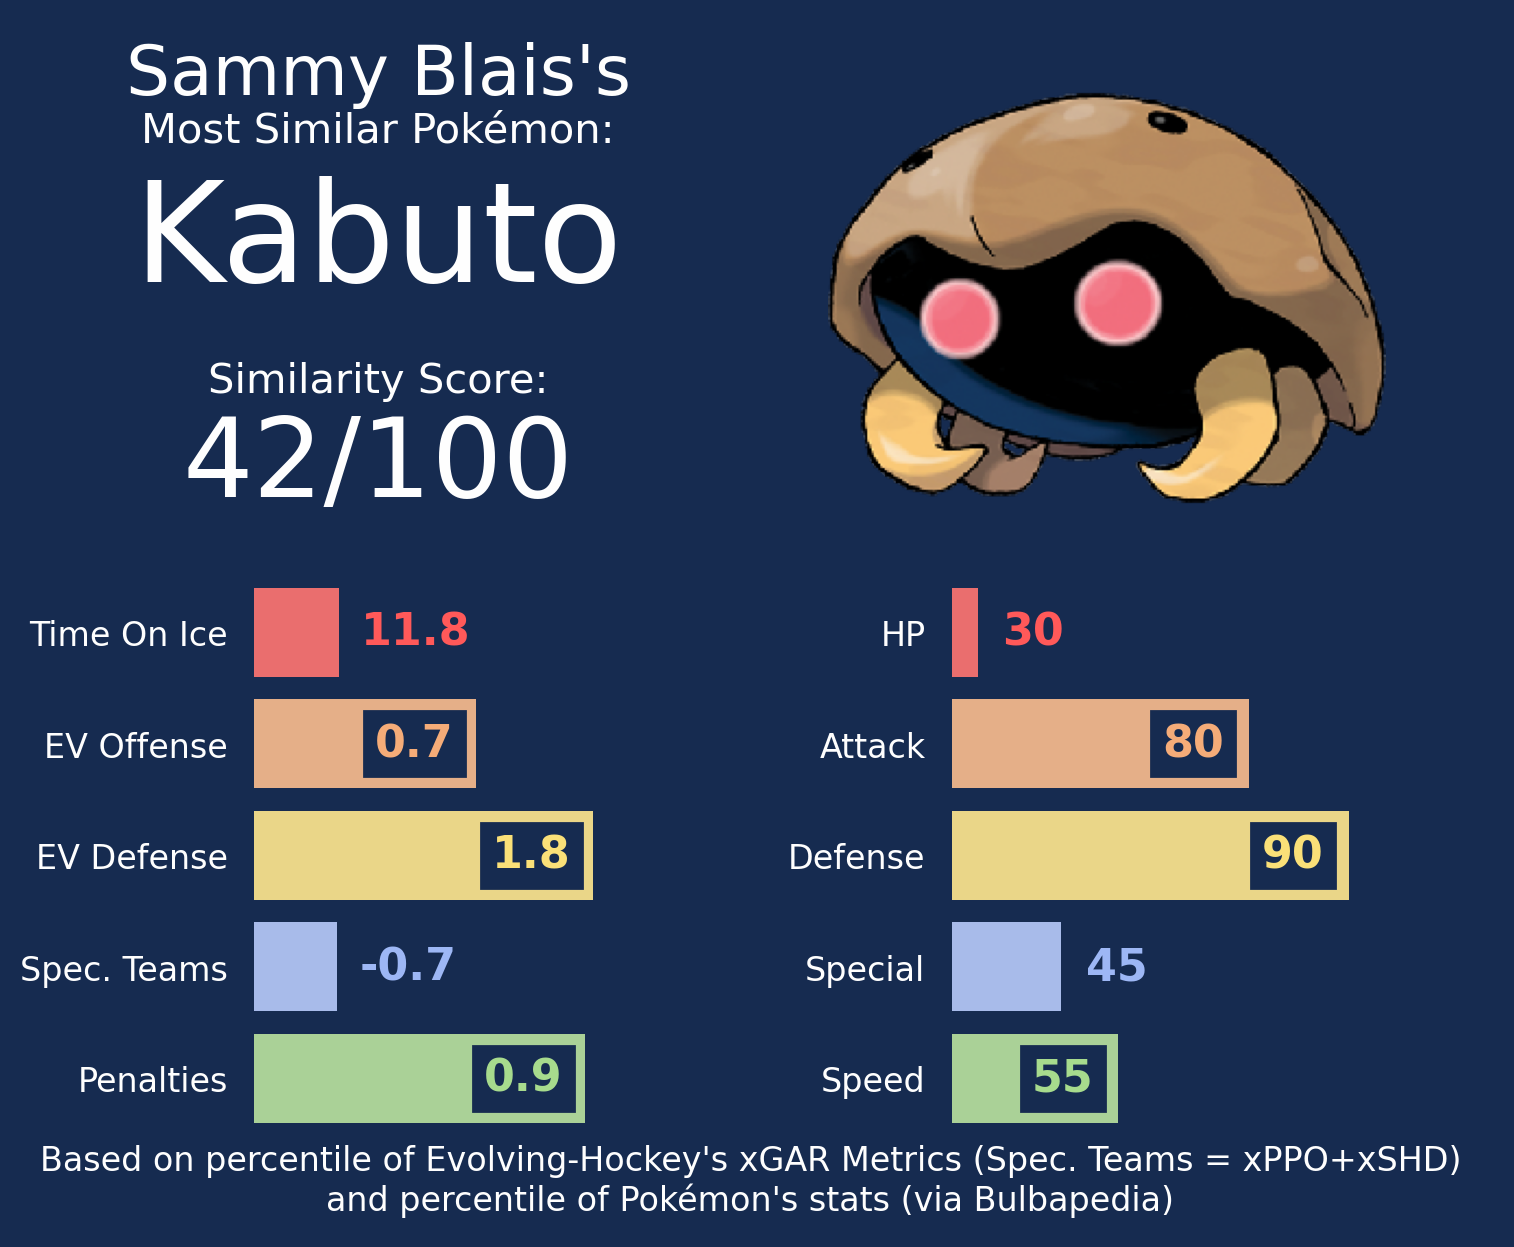 Sammy Blais's
Most Similar Pokémon:
Kabuto
Similarity Score:
42/100
Time On Ice 11.8
EV Offense 0.7
EV Defense 1.8
Spec. Teams -0.7
Penalties 0.9
HP 30
Attack 80
Defense 90
Special 45
Speed 55
Based on percentile of Evolving-Hockey's xGAR Metrics (Spec. Teams = xPPO+xSHD)
and percentile of Pokémon's stats (via Bulbapedia)